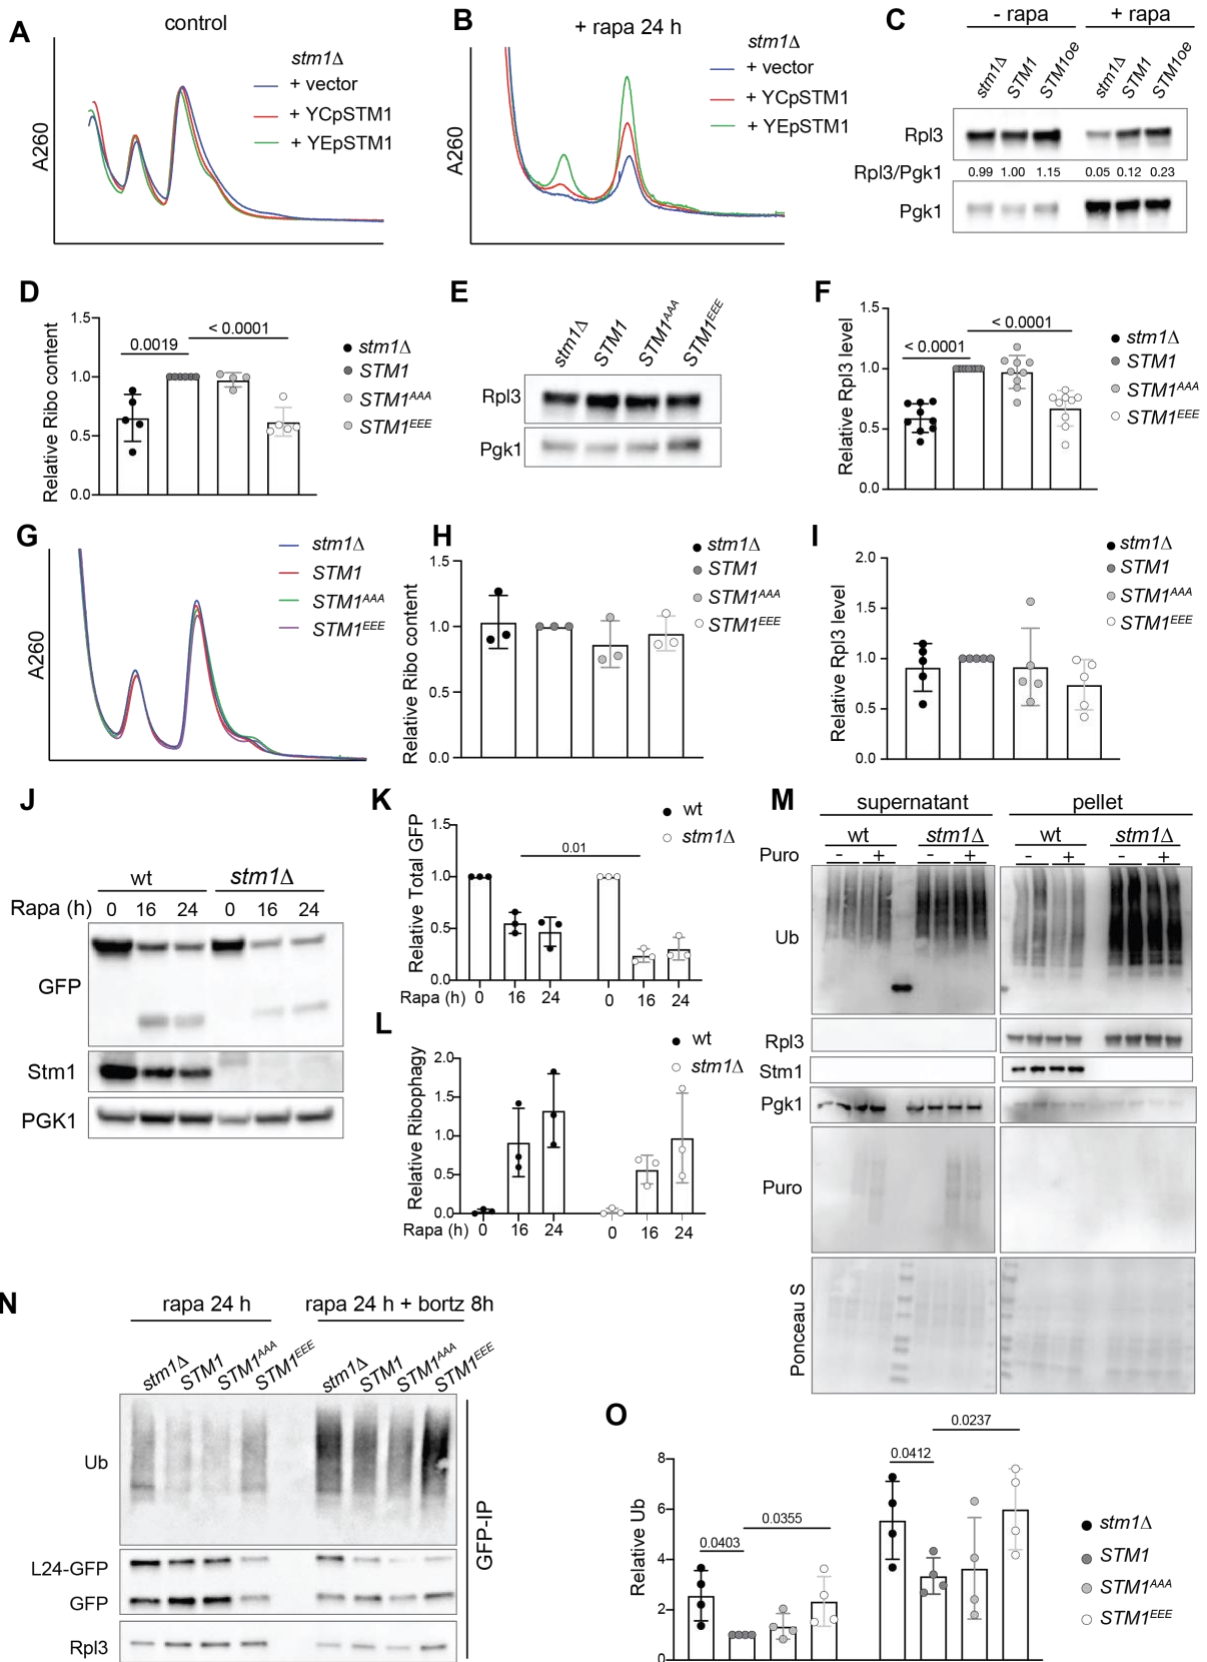 A
control
A260
stm1Δ
+ vector
+ YCpSTM1
+ YEpSTM1
B
+ rapa 24 h
A260
stm1Δ
+ vector
+ YCpSTM1
+ YEpSTM1
C
- rapa
+ rapa
stm1Δ STM1 STM1oe stm1Δ STM1 STM1oe
Rpl3
Rpl3/Pgk1 0.99 1.00 1.15 0.05 0.12 0.23
Pgk1
D
Relative Ribo content
1.5
1.0
0.5
0.0
0.0019
< 0.0001
stm1Δ
STM1
STM1AAA
STM1EEE
E
stm1Δ STM1 STM1AAA STM1EEE
Rpl3
Pgk1
F
Relative Rpl3 level
1.5
1.0
0.5
0.0
< 0.0001
< 0.0001
stm1Δ
STM1
STM1AAA
STM1EEE
G
A260
stm1Δ
STM1
STM1AAA
STM1EEE
H
Relative Ribo content
1.5
1.0
0.5
0.0
stm1Δ
STM1
STM1AAA
STM1EEE
I
Relative Rpl3 level
2.0
1.5
1.0
0.5
0.0
stm1Δ
STM1
STM1AAA
STM1EEE
J
wt stm1Δ
Rapa (h) 0 16 24 0 16 24
GFP
Stm1
PGK1
K
Relative Total GFP
1.5
1.0
0.5
0.0
0.01
wt
stm1Δ
Rapa (h) 0 16 24 0 16 24
L
Relative Ribophagy
2.0
1.5
1.0
0.5
0.0
wt
stm1Δ
Rapa (h) 0 16 24 0 16 24
M
supernatant pellet
wt stm1Δ wt stm1Δ
Puro - + - + - + - +
Ub
Rpl3
Stm1
Pgk1
Puro
Ponceau S
N
rapa 24 h rapa 24 h + bortz 8h
stm1Δ STM1 STM1AAA STM1EEE stm1Δ STM1 STM1AAA STM1EEE
Ub
L24-GFP
GFP
Rpl3
GFP-IP
O
Relative Ub
8
6
4
2
0
0.0403
0.0355
0.0412
0.0237
stm1Δ
STM1
STM1AAA
STM1EEE